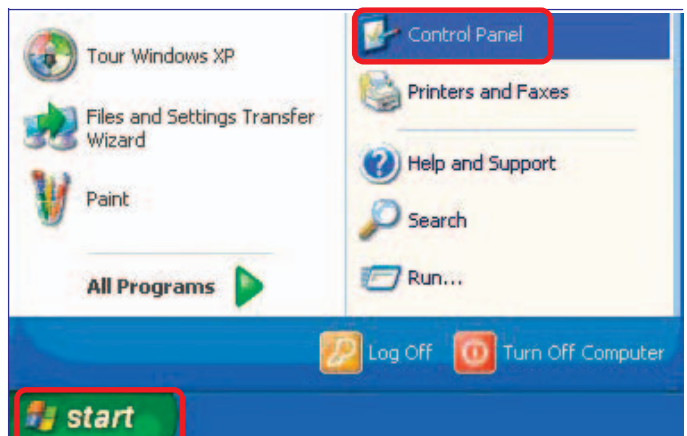 Tour Windows XP
Files and Settings Transfer
Wizard
Paint
All Programs
Control Panel
Printers and Faxes
Help and Support
Search
Run...
Log Off
Turn Off Computer
start